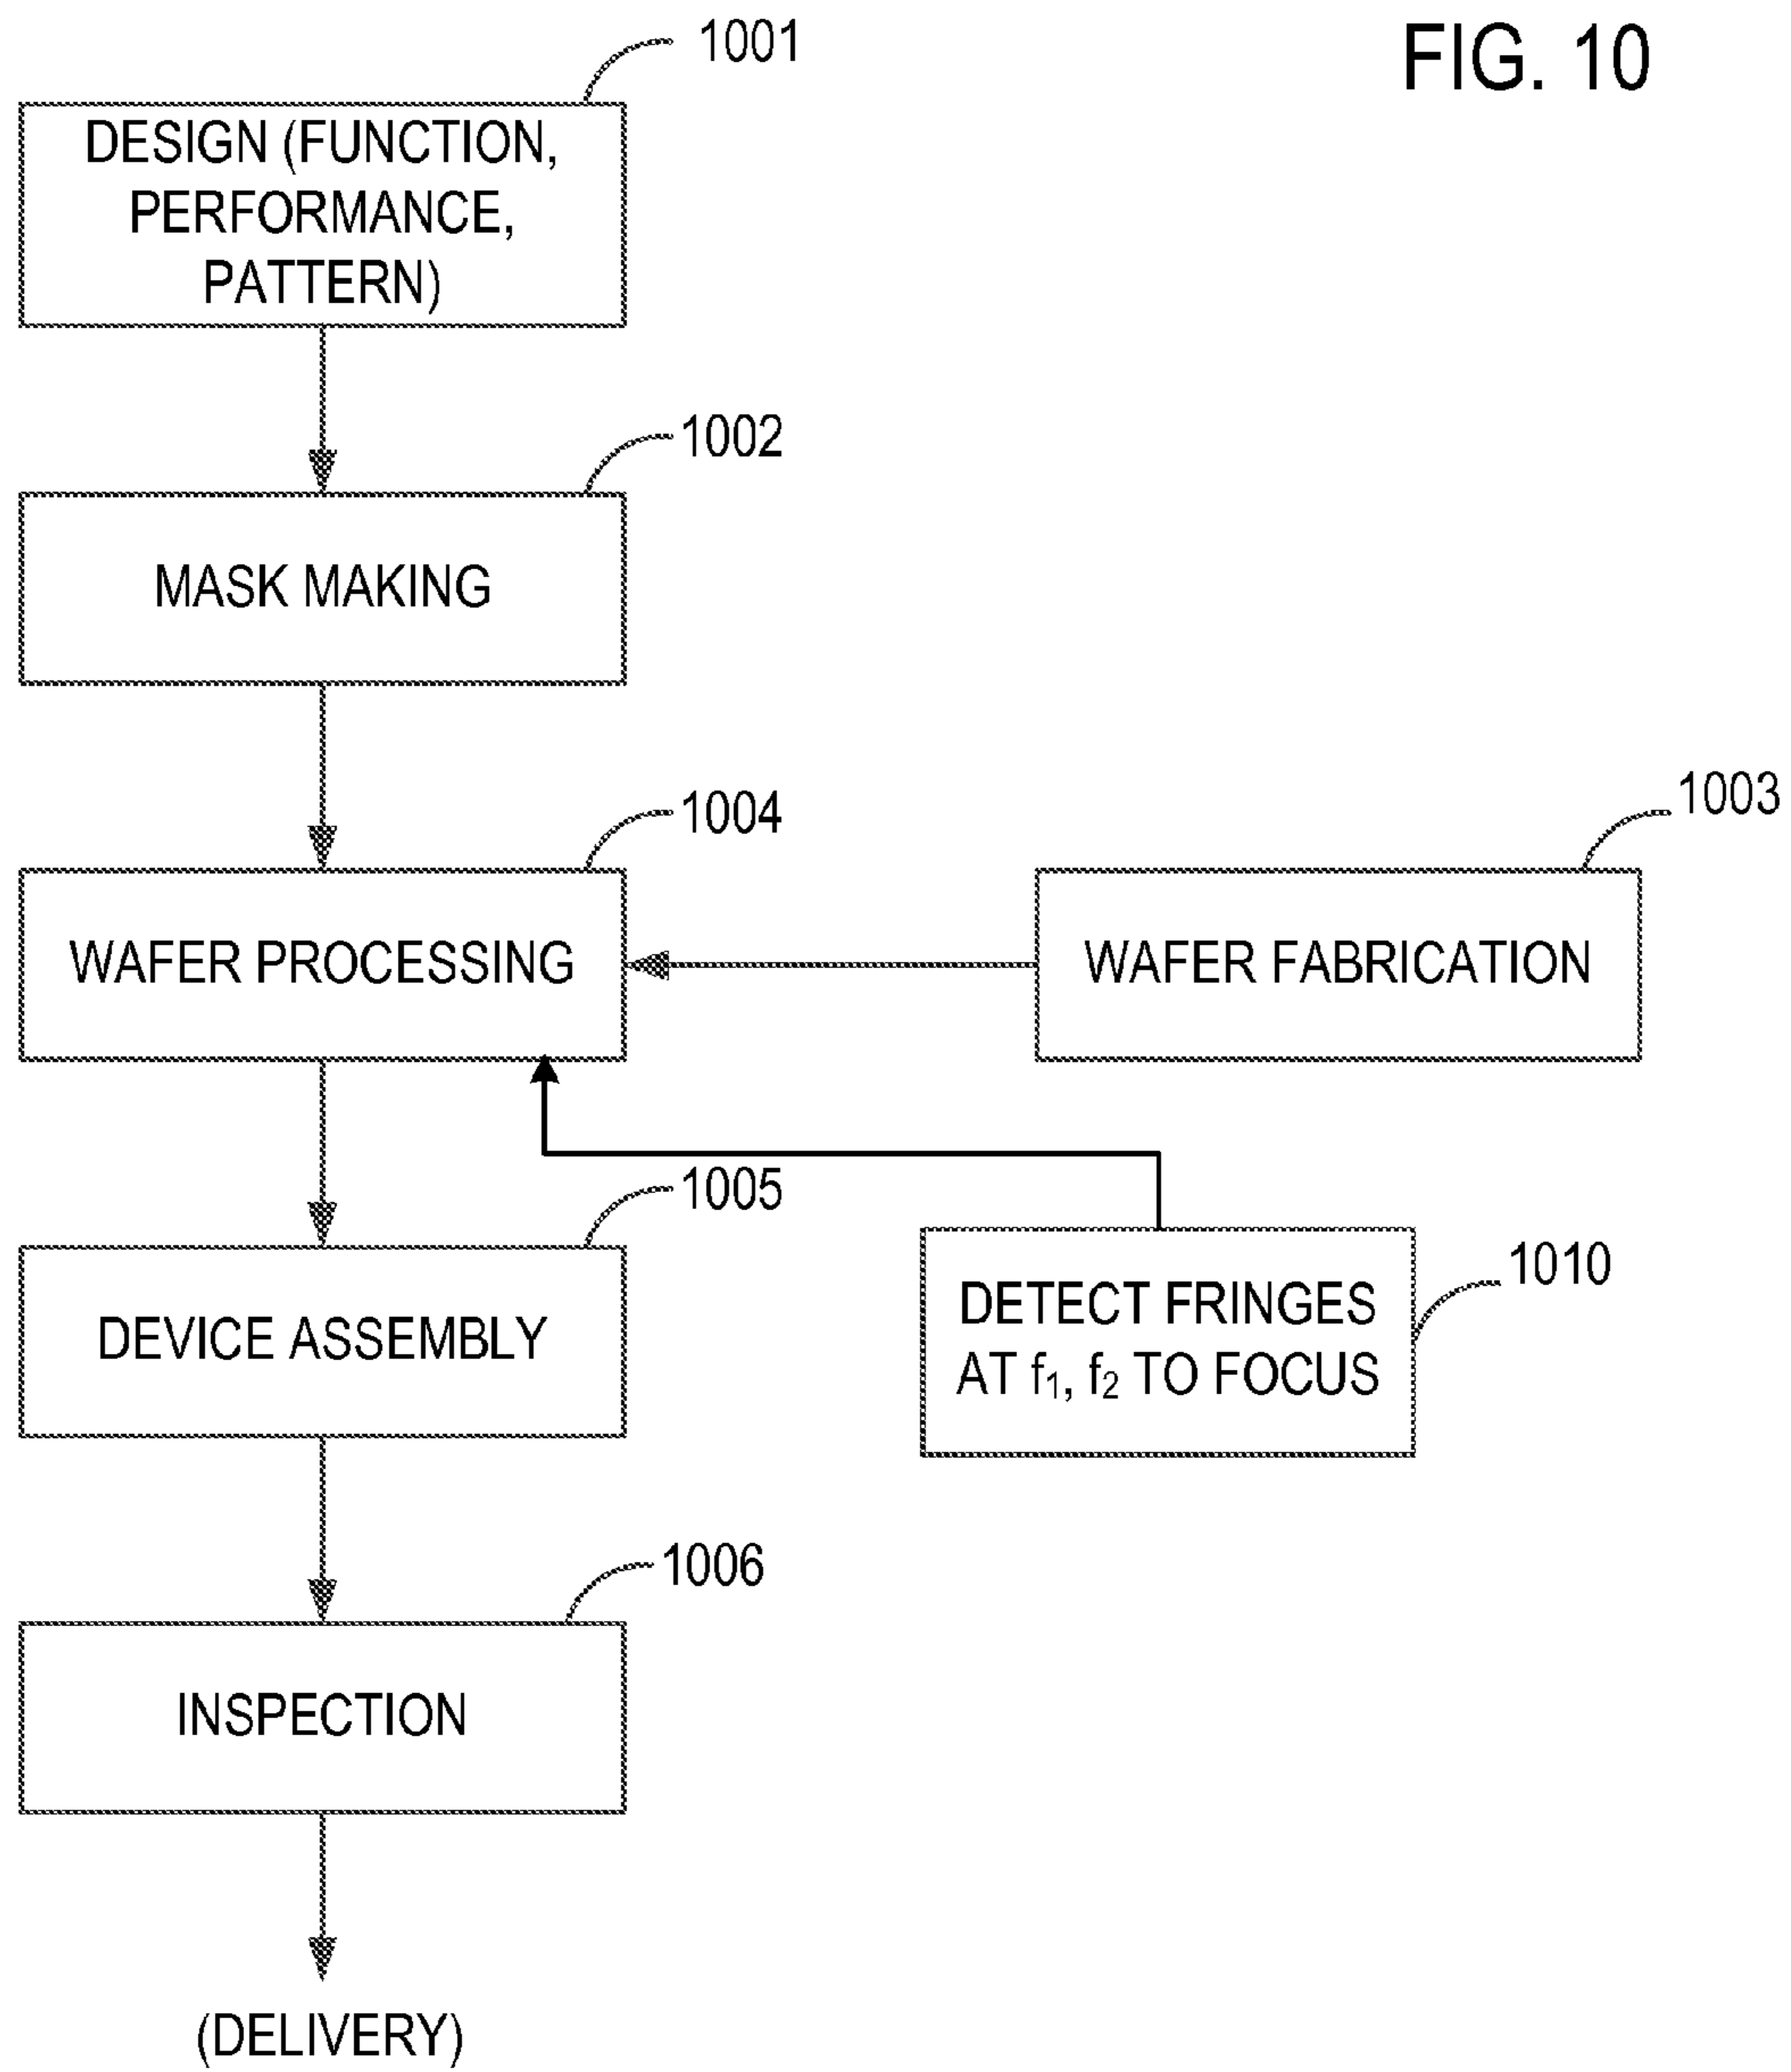 FIG. 10
1001
DESIGN (FUNCTION,
PERFORMANCE,
PATTERN)
1002
MASK MAKING
1004
WAFER PROCESSING
1003
WAFER FABRICATION
1005
DEVICE ASSEMBLY
1010
DETECT FRINGES
AT f₁, f₂ TO FOCUS
1006
INSPECTION
(DELIVERY)